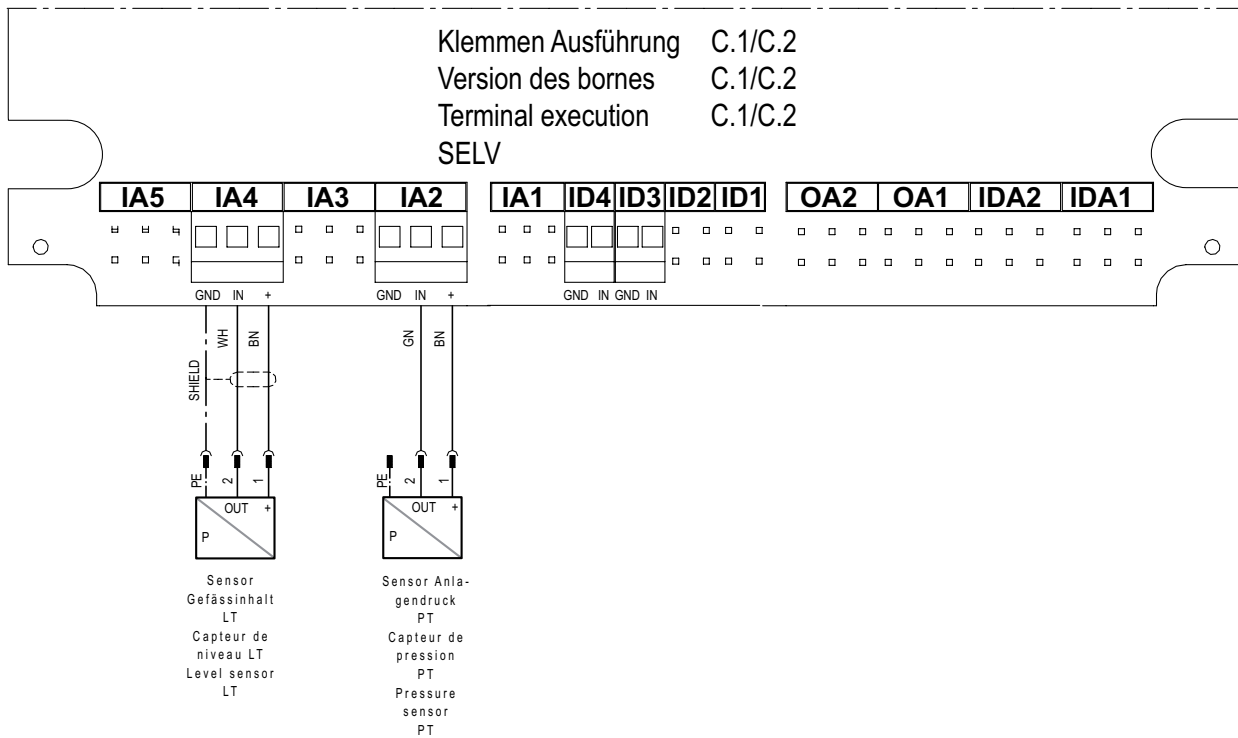 Klemmen Ausführung C.1/C.2
Version des bornes C.1/C.2
Terminal execution C.1/C.2
SELV
IA5 IA4 IA3 IA2 IA1 ID4 ID3 ID2 ID1 OA2 OA1 IDA2 IDA1
GND IN + GND IN + GND IN GND IN
SHIELD WH BN GN BN
PE 2 1 PE 2 1
OUT + OUT +
P P
Sensor
Gefässinhalt
LT
Capteur de
niveau LT
Level sensor
LT
Sensor Anla-
gendruck
PT
Capteur de
pression
PT
Pressure
sensor
PT